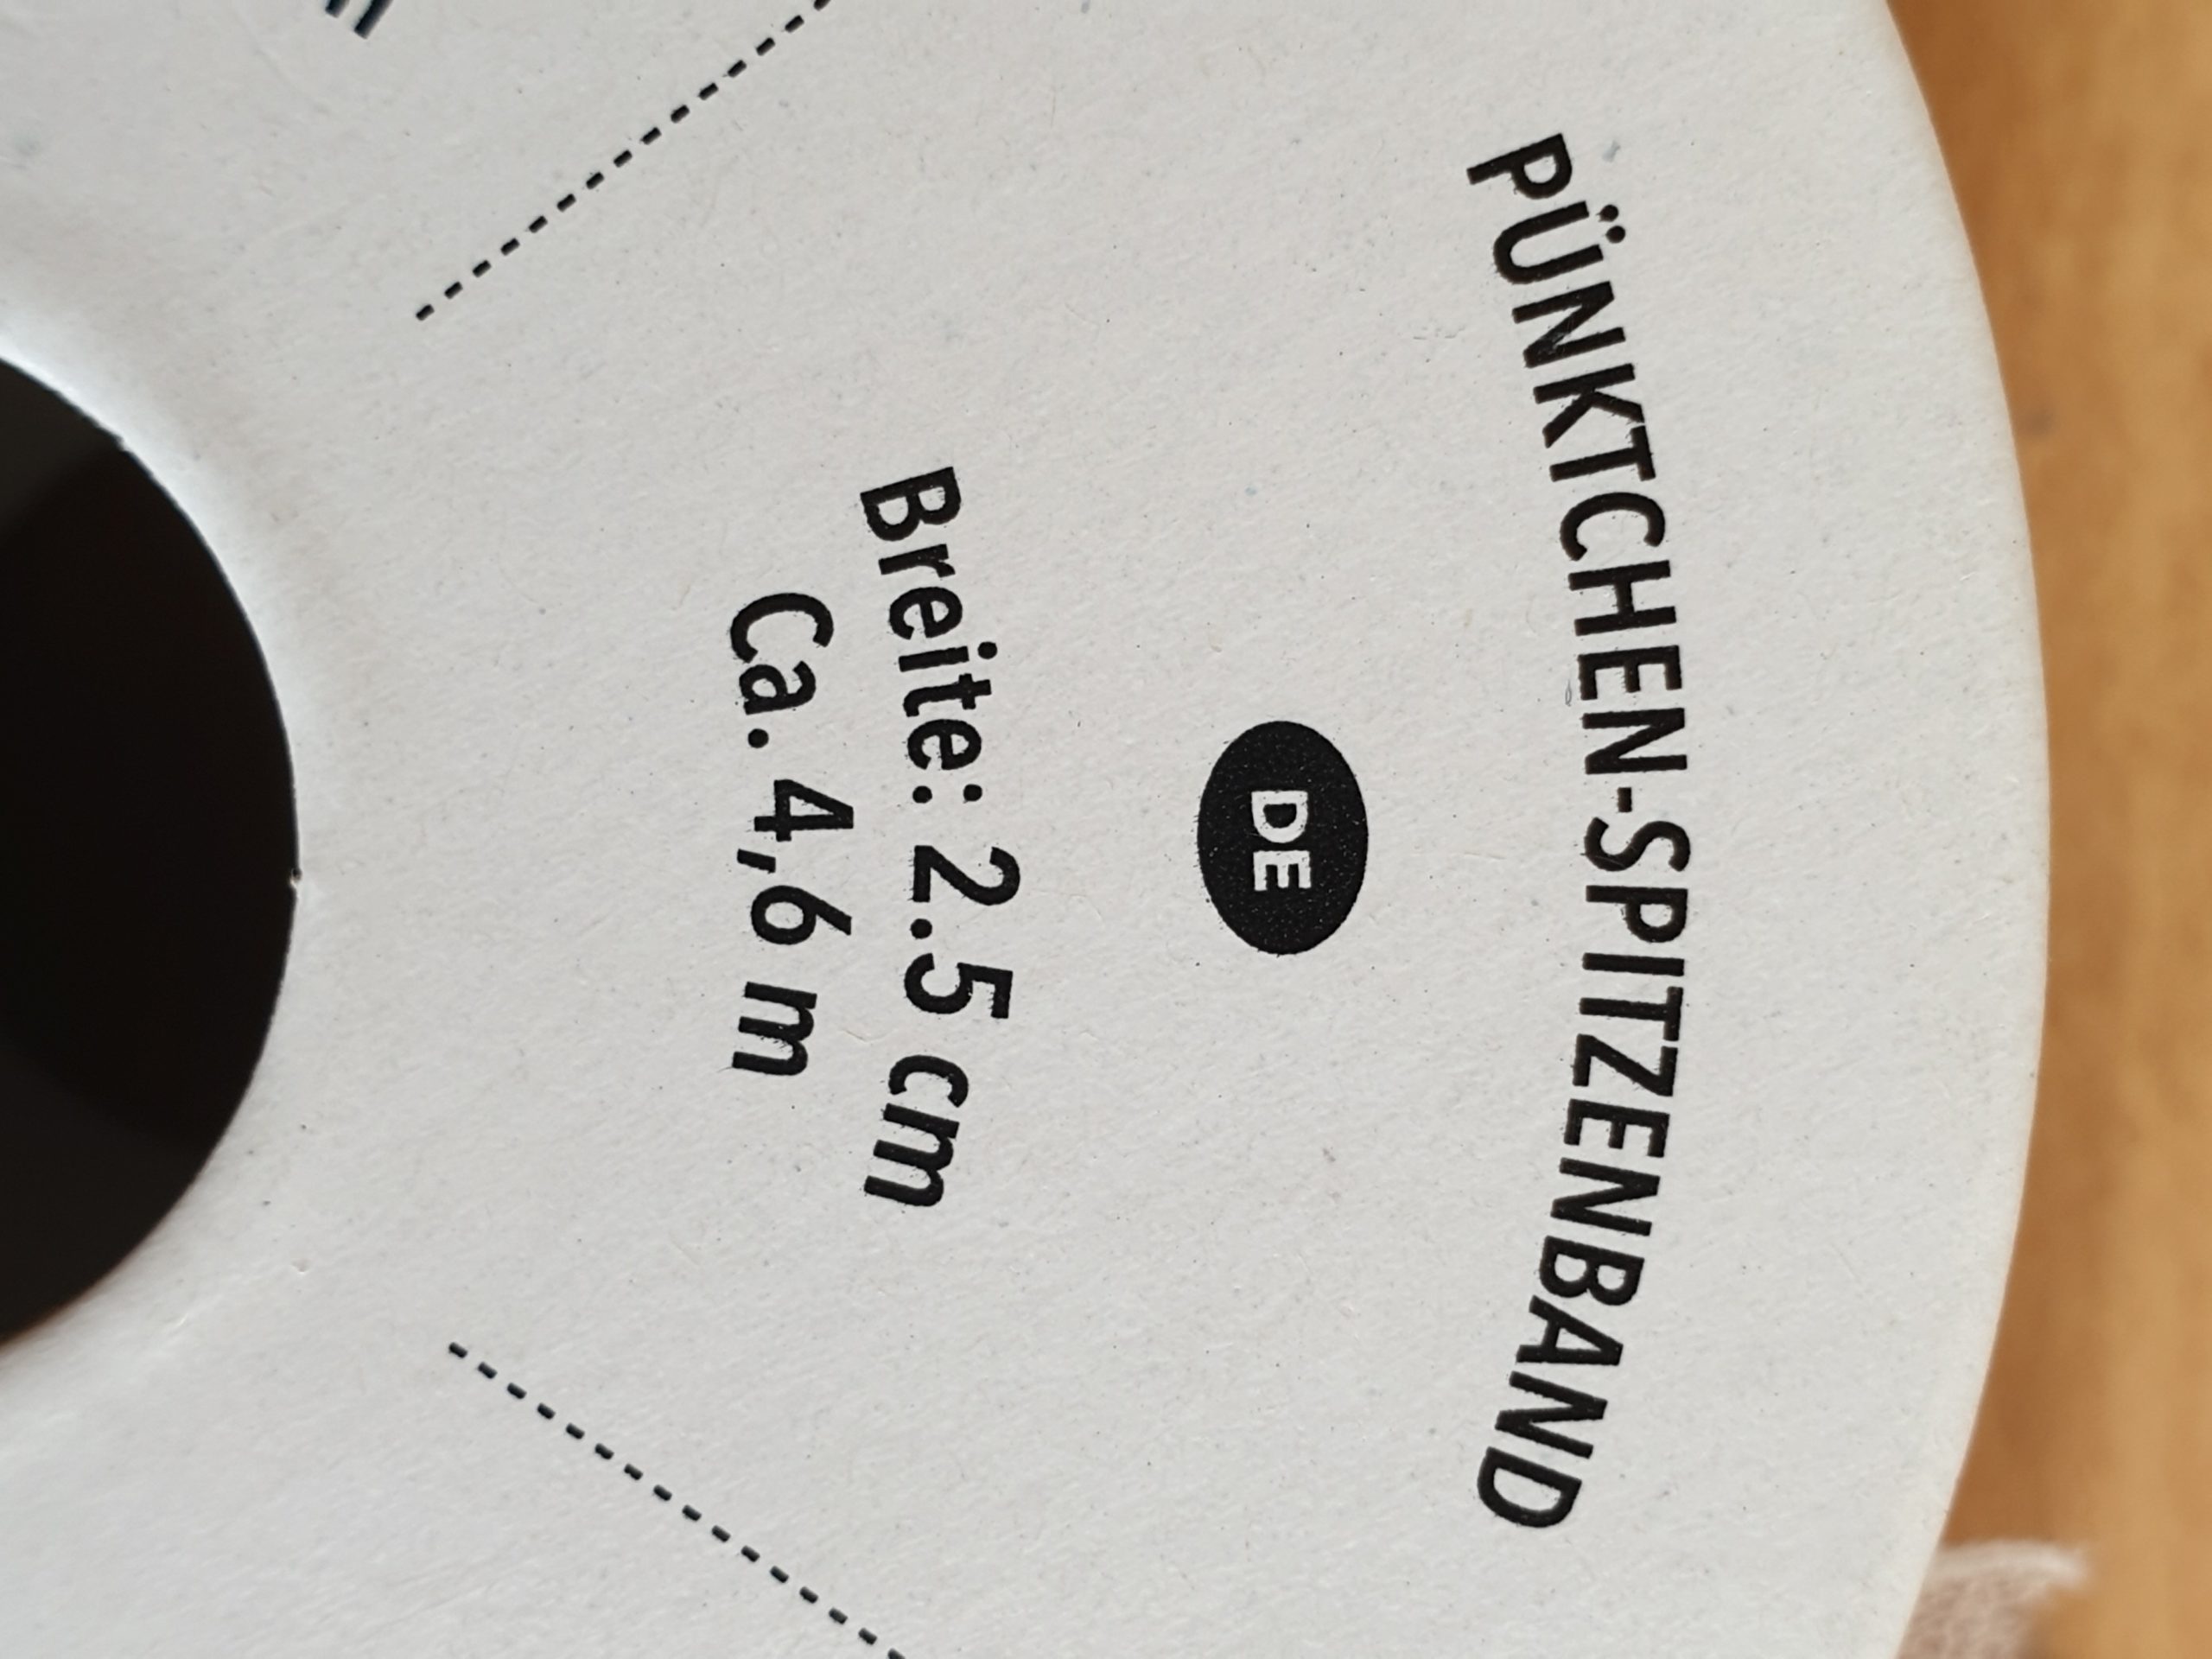 PÜNKTCHEN-SPITZENBAND
DE
Breite: 2.5 cm
Ca. 4,6 m